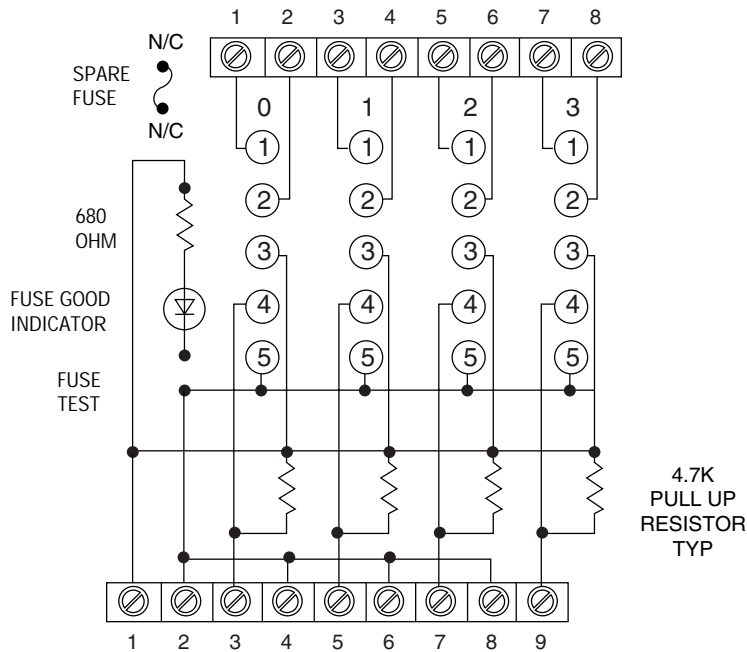 1 2 3 4 5 6 7 8
N/C
SPARE
FUSE
N/C
0 1 2 3
1 1 1 1
2 2 2 2
680
OHM
3 3 3 3
FUSE GOOD
INDICATOR
4 4 4 4
5 5 5 5
FUSE
TEST
4.7K
PULL UP
RESISTOR
TYP
1 2 3 4 5 6 7 8 9